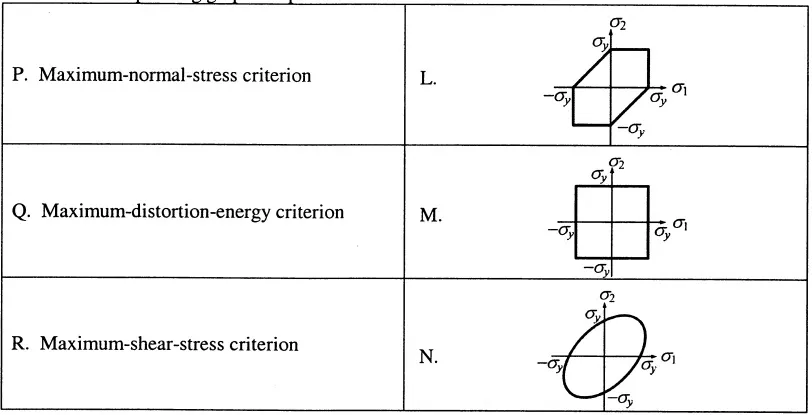 P. Maximum-normal-stress criterion
L.
σ2
σy
−σy
σy
σ1
−σy
Q. Maximum-distortion-energy criterion
M.
σ2
σy
−σy
σy
σ1
−σy
R. Maximum-shear-stress criterion
N.
σ2
σy
−σy
σy
σ1
−σy